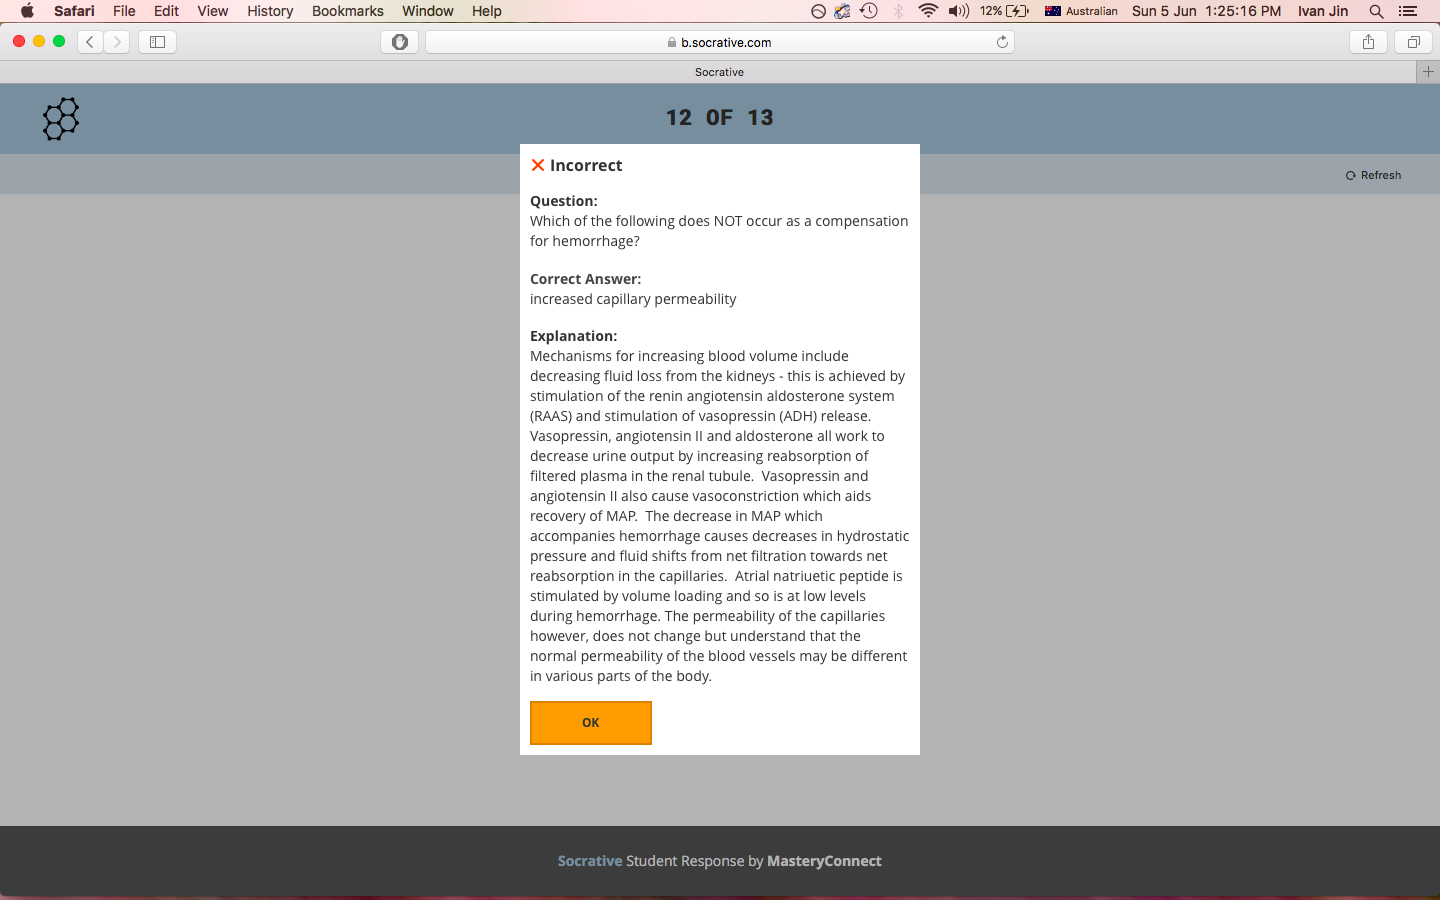 Safari File Edit View History Bookmarks Window Help 12% Australian Sun 5 Jun 1:25:16 PM Ivan Jin
b.socrative.com
Socrative
12 OF 13
Refresh
Incorrect
Question:
Which of the following does NOT occur as a compensation
for hemorrhage?
Correct Answer:
increased capillary permeability
Explanation:
Mechanisms for increasing blood volume include
decreasing fluid loss from the kidneys - this is achieved by
stimulation of the renin angiotensin aldosterone system
(RAAS) and stimulation of vasopressin (ADH) release.
Vasopressin, angiotensin II and aldosterone all work to
decrease urine output by increasing reabsorption of
filtered plasma in the renal tubule.  Vasopressin and
angiotensin II also cause vasoconstriction which aids
recovery of MAP.  The decrease in MAP which
accompanies hemorrhage causes decreases in hydrostatic
pressure and fluid shifts from net filtration towards net
reabsorption in the capillaries.  Atrial natriuetic peptide is
stimulated by volume loading and so is at low levels
during hemorrhage. The permeability of the capillaries
however, does not change but understand that the
normal permeability of the blood vessels may be different
in various parts of the body.
OK
Socrative Student Response by MasteryConnect